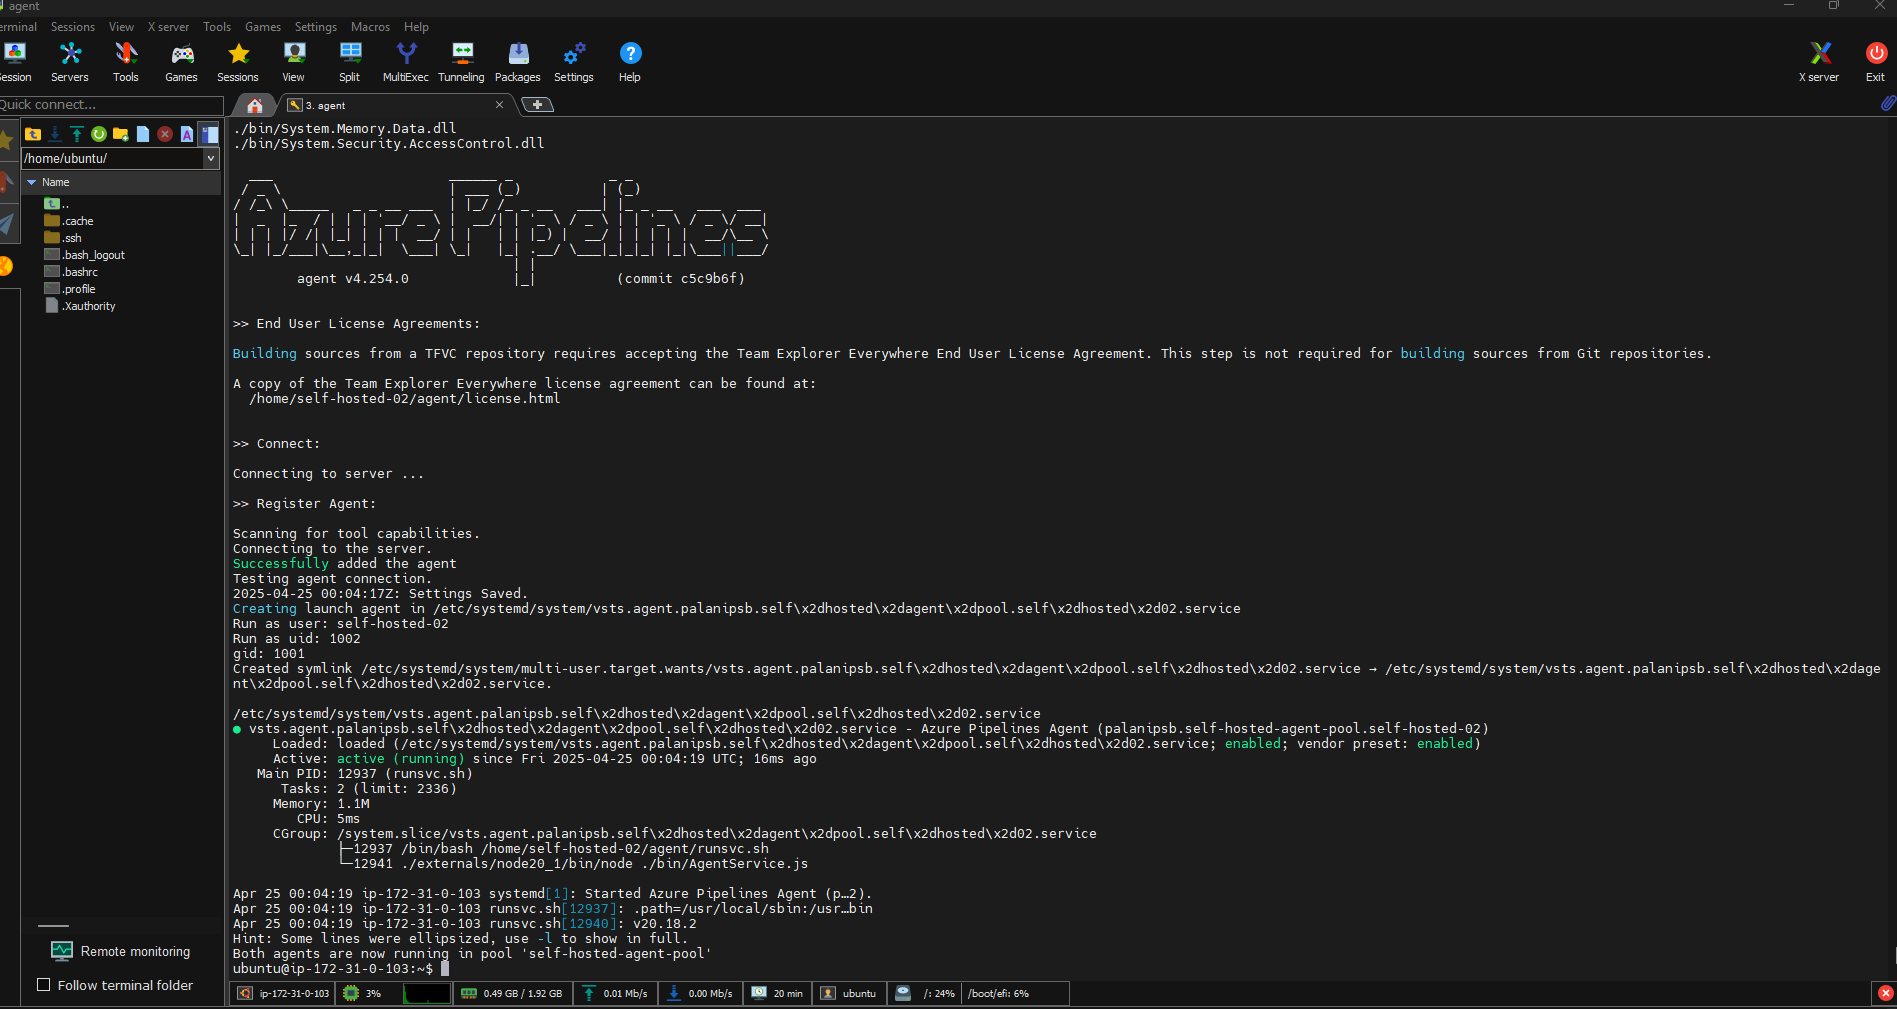 agent
erminal Sessions View X server Tools Games Settings Macros Help
ession Servers Tools Games Sessions View Split MultiExec Tunneling Packages Settings Help X server Exit
Quick connect...
3. agent
/home/ubuntu/
Name
..
.cache
.ssh
.bash_logout
.bashrc
.profile
.Xauthority
Remote monitoring
Follow terminal folder
./bin/System.Memory.Data.dll
./bin/System.Security.AccessControl.dll
Azure Pipelines
agent v4.254.0 (commit c5c9b6f)
>> End User License Agreements:
Building sources from a TFVC repository requires accepting the Team Explorer Everywhere End User License Agreement. This step is not required for building sources from Git repositories.
A copy of the Team Explorer Everywhere license agreement can be found at:
/home/self-hosted-02/agent/license.html
>> Connect:
Connecting to server ...
>> Register Agent:
Scanning for tool capabilities.
Connecting to the server.
Successfully added the agent
Testing agent connection.
2025-04-25 00:04:17Z: Settings Saved.
Creating launch agent in /etc/systemd/system/vsts.agent.palanipsb.self\x2dhosted\x2dagent\x2dpool.self\x2dhosted\x2d02.service
Run as user: self-hosted-02
Run as uid: 1002
gid: 1001
Created symlink /etc/systemd/system/multi-user.target.wants/vsts.agent.palanipsb.self\x2dhosted\x2dagent\x2dpool.self\x2dhosted\x2d02.service → /etc/systemd/system/vsts.agent.palanipsb.self\x2dhosted\x2dage
nt\x2dpool.self\x2dhosted\x2d02.service.
/etc/systemd/system/vsts.agent.palanipsb.self\x2dhosted\x2dagent\x2dpool.self\x2dhosted\x2d02.service
● vsts.agent.palanipsb.self\x2dhosted\x2dagent\x2dpool.self\x2dhosted\x2d02.service - Azure Pipelines Agent (palanipsb.self-hosted-agent-pool.self-hosted-02)
Loaded: loaded (/etc/systemd/system/vsts.agent.palanipsb.self\x2dhosted\x2dagent\x2dpool.self\x2dhosted\x2d02.service; enabled; vendor preset: enabled)
Active: active (running) since Fri 2025-04-25 00:04:19 UTC; 16ms ago
Main PID: 12937 (runsvc.sh)
Tasks: 2 (limit: 2336)
Memory: 1.1M
CPU: 5ms
CGroup: /system.slice/vsts.agent.palanipsb.self\x2dhosted\x2dagent\x2dpool.self\x2dhosted\x2d02.service
├─12937 /bin/bash /home/self-hosted-02/agent/runsvc.sh
└─12941 ./externals/node20_1/bin/node ./bin/AgentService.js
Apr 25 00:04:19 ip-172-31-0-103 systemd[1]: Started Azure Pipelines Agent (p…2).
Apr 25 00:04:19 ip-172-31-0-103 runsvc.sh[12937]: .path=/usr/local/sbin:/usr…bin
Apr 25 00:04:19 ip-172-31-0-103 runsvc.sh[12940]: v20.18.2
Hint: Some lines were ellipsized, use -l to show in full.
Both agents are now running in pool 'self-hosted-agent-pool'
ubuntu@ip-172-31-0-103:~$
ip-172-31-0-103 3% 0.49 GB / 1.92 GB 0.01 Mb/s 0.00 Mb/s 20 min ubuntu /: 24% /boot/efi: 6%